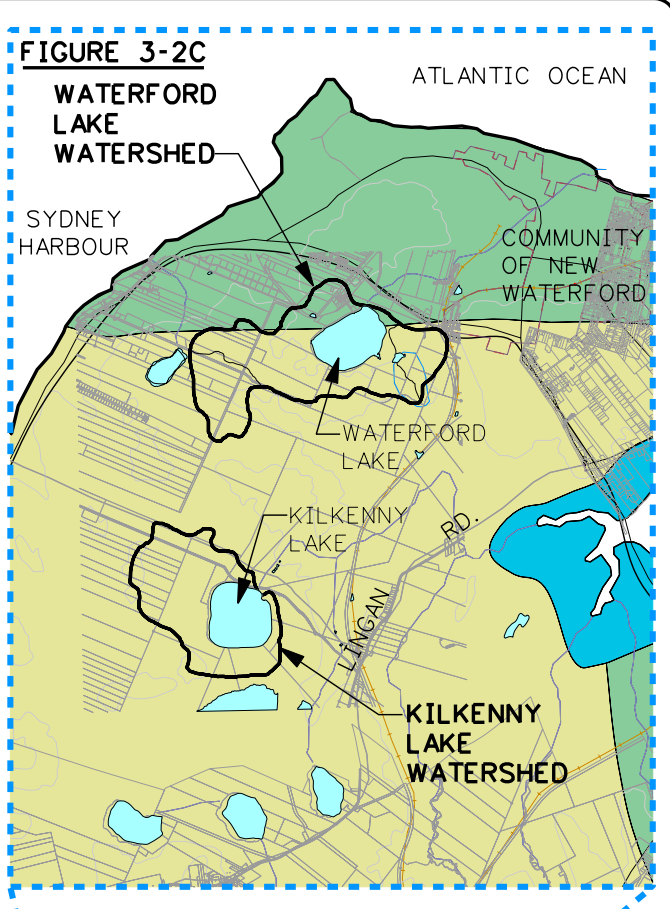 FIGURE 3-2C
WATERFORD
LAKE
WATERSHED
ATLANTIC OCEAN
SYDNEY
HARBOUR
COMMUNITY
OF NEW
WATERFORD
WATERFORD
LAKE
KILKENNY
LAKE
LINGAN
RD.
KILKENNY
LAKE
WATERSHED